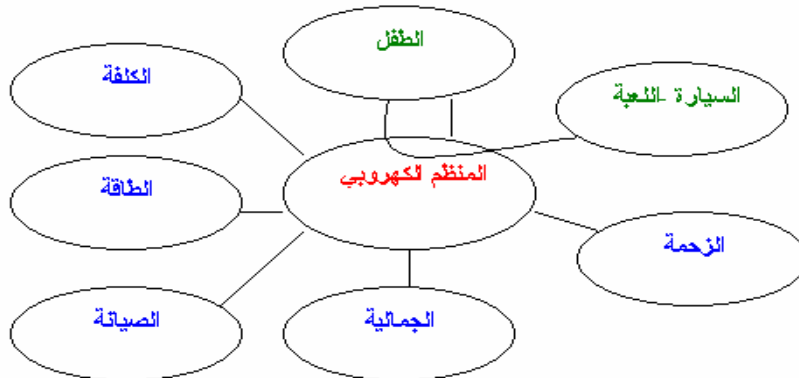 الطفل
الكلفة
السيارة -اللعبة
المنظم الكهروبي
الطاقة
الزحمة
الجمالية
الصيانة